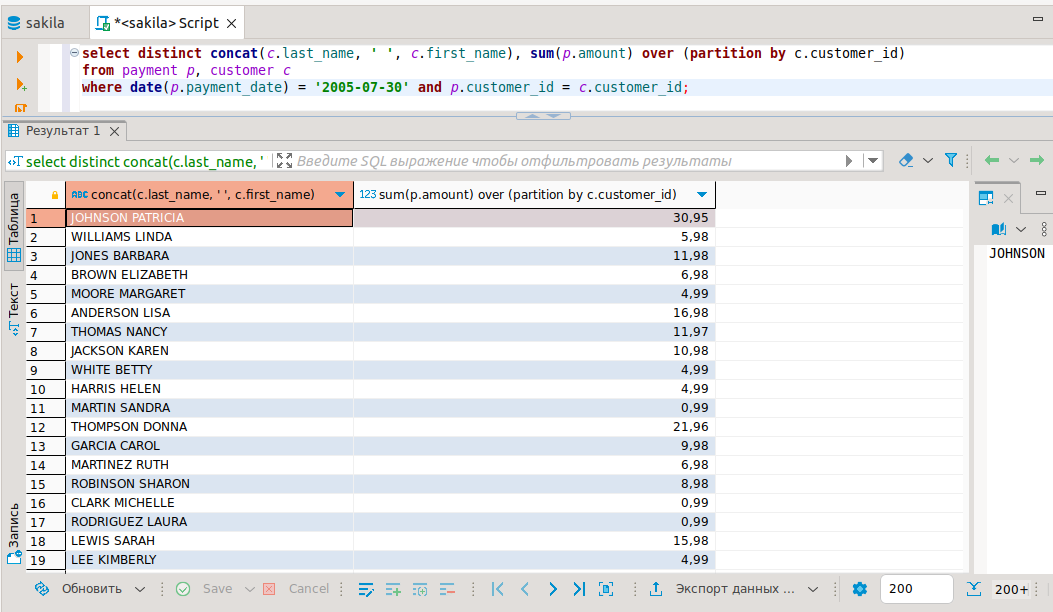 sakila
*<sakila> Script
select distinct concat(c.last_name, ' ', c.first_name), sum(p.amount) over (partition by c.customer_id)
from payment p, customer c
where date(p.payment_date) = '2005-07-30' and p.customer_id = c.customer_id;
Результат 1
select distinct concat(c.last_name, '
Введите SQL выражение чтобы отфильтровать результаты
ABC concat(c.last_name, ' ', c.first_name)
123 sum(p.amount) over (partition by c.customer_id)
Таблица
Текст
Запись
1 JOHNSON PATRICIA 30,95
2 WILLIAMS LINDA 5,98
3 JONES BARBARA 11,98
4 BROWN ELIZABETH 6,98
5 MOORE MARGARET 4,99
6 ANDERSON LISA 16,98
7 THOMAS NANCY 11,97
8 JACKSON KAREN 10,98
9 WHITE BETTY 4,99
10 HARRIS HELEN 4,99
11 MARTIN SANDRA 0,99
12 THOMPSON DONNA 21,96
13 GARCIA CAROL 9,98
14 MARTINEZ RUTH 6,98
15 ROBINSON SHARON 8,98
16 CLARK MICHELLE 0,99
17 RODRIGUEZ LAURA 0,99
18 LEWIS SARAH 15,98
19 LEE KIMBERLY 4,99
JOHNSON
Обновить
Save
Cancel
Экспорт данных ...
200
200+